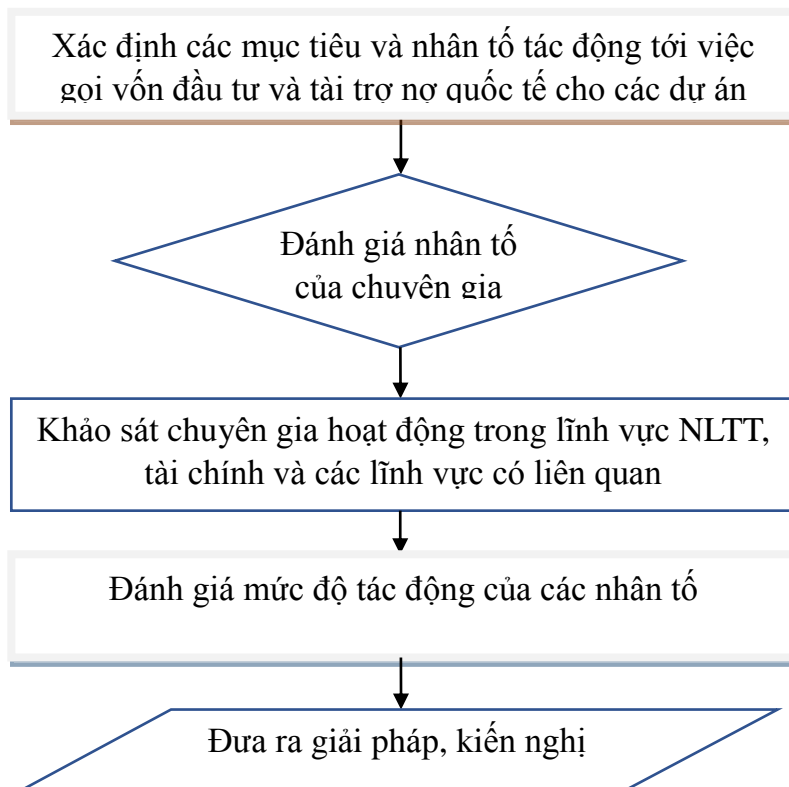 Xác định các mục tiêu và nhân tố tác động tới việc
gọi vốn đầu tư và tài trợ nợ quốc tế cho các dự án
Đánh giá nhân tố
của chuyên gia
Khảo sát chuyên gia hoạt động trong lĩnh vực NLTT,
tài chính và các lĩnh vực có liên quan
Đánh giá mức độ tác động của các nhân tố
Đưa ra giải pháp, kiến nghị